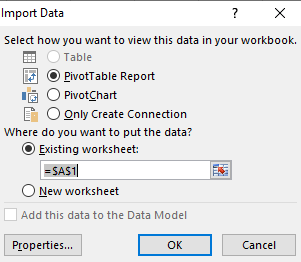 Import Data
Select how you want to view this data in your workbook.
Table
PivotTable Report
PivotChart
Only Create Connection
Where do you want to put the data?
Existing worksheet:
=$A$1
New worksheet
Add this data to the Data Model
Properties...
OK
Cancel